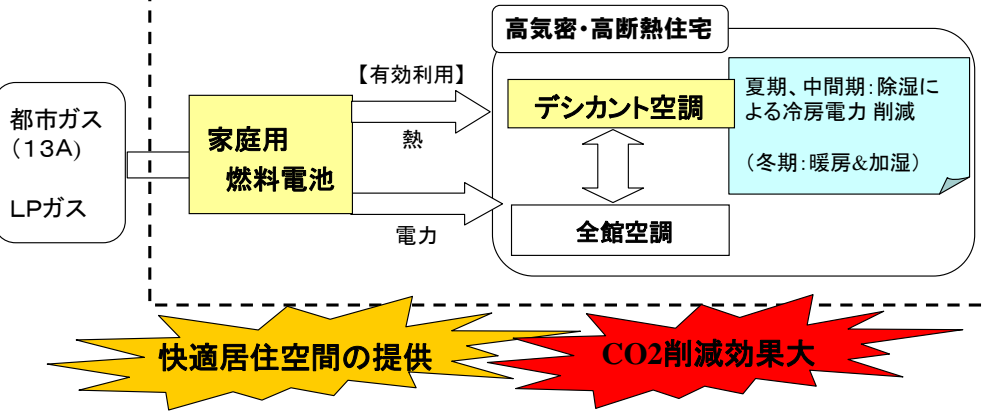 高気密・高断熱住宅
都市ガス
(13A)
LPガス
家庭用
燃料電池
【有効利用】
熱
電力
デシカント空調
全館空調
夏期、中間期:除湿に
よる冷房電力 削減
(冬期:暖房&加湿)
快適居住空間の提供
CO2削減効果大